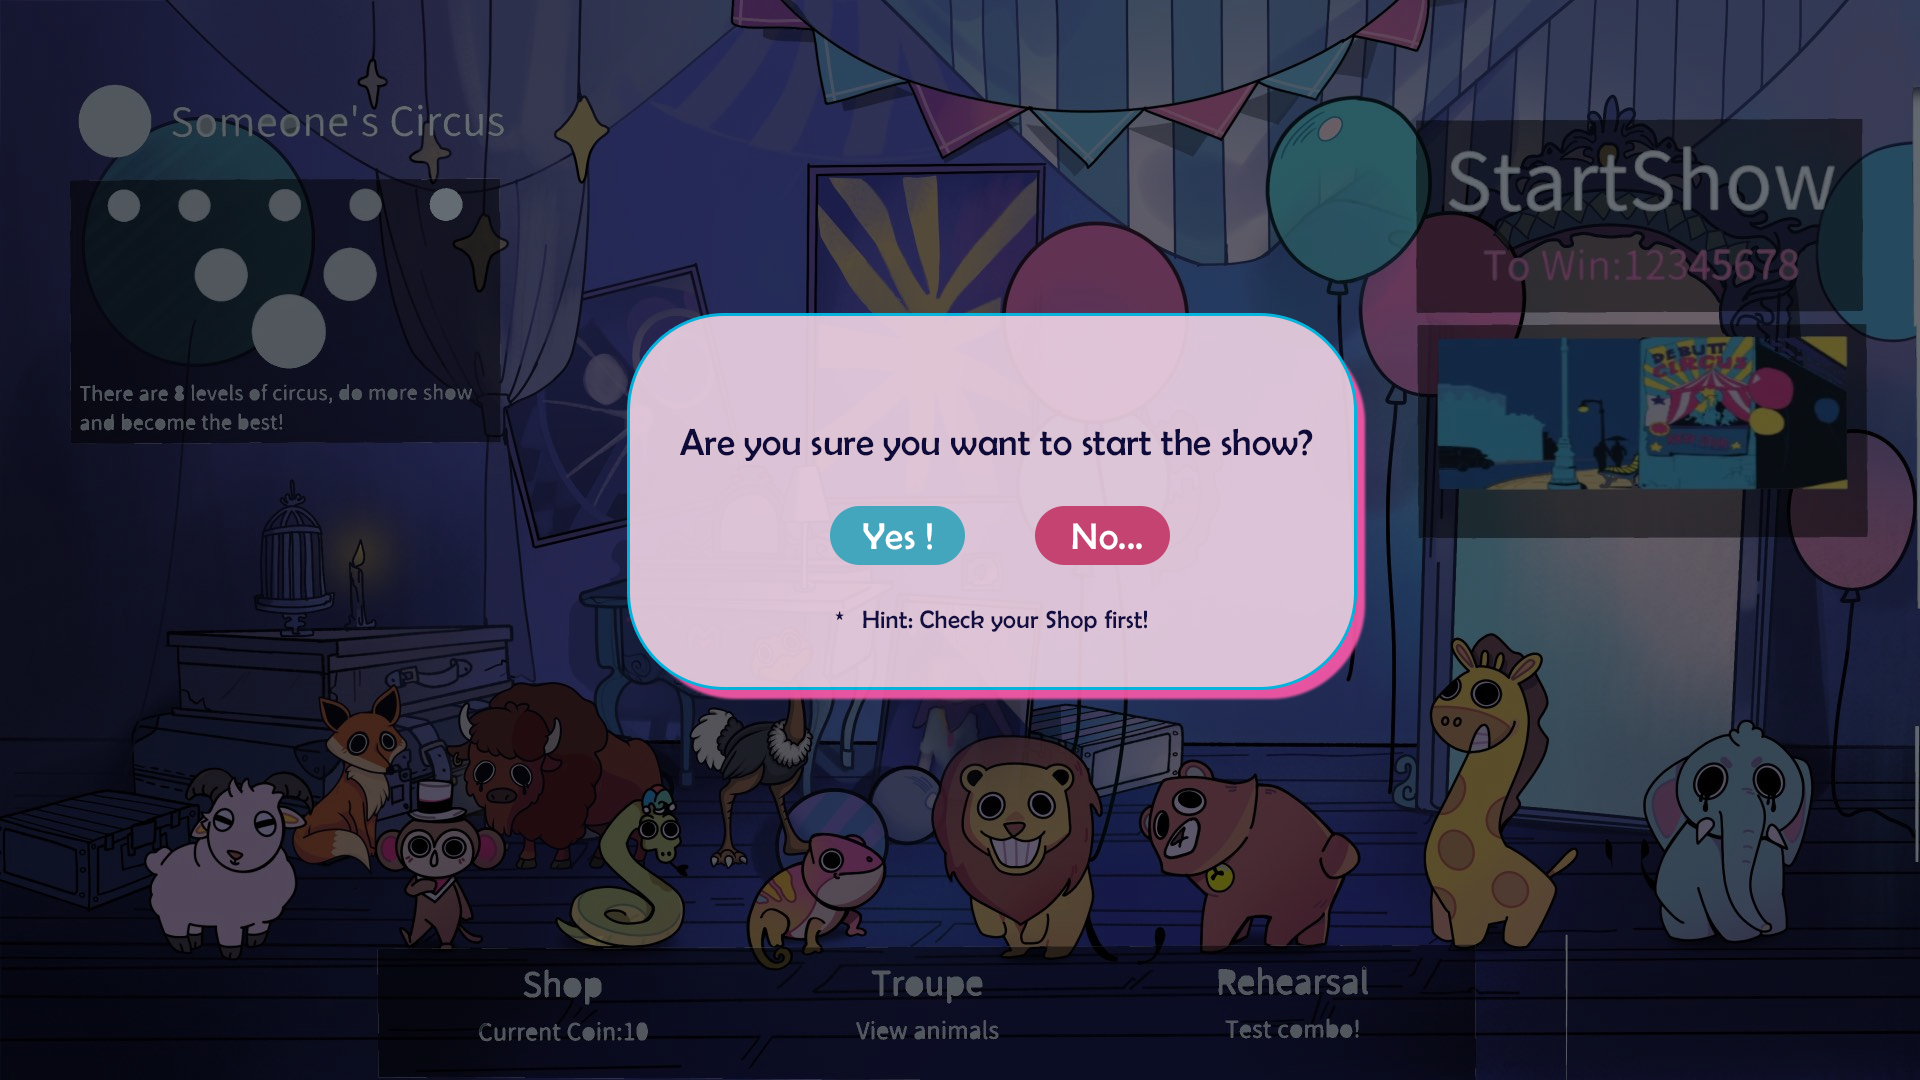 Someone's Circus
There are 8 levels of circus, do more show
and become the best!
StartShow
To Win:12345678
DEBUTT
CIRCUS
Are you sure you want to start the show?
Yes !
No...
* Hint: Check your Shop first!
Shop
Current Coin:10
Troupe
View animals
Rehearsal
Test combo!